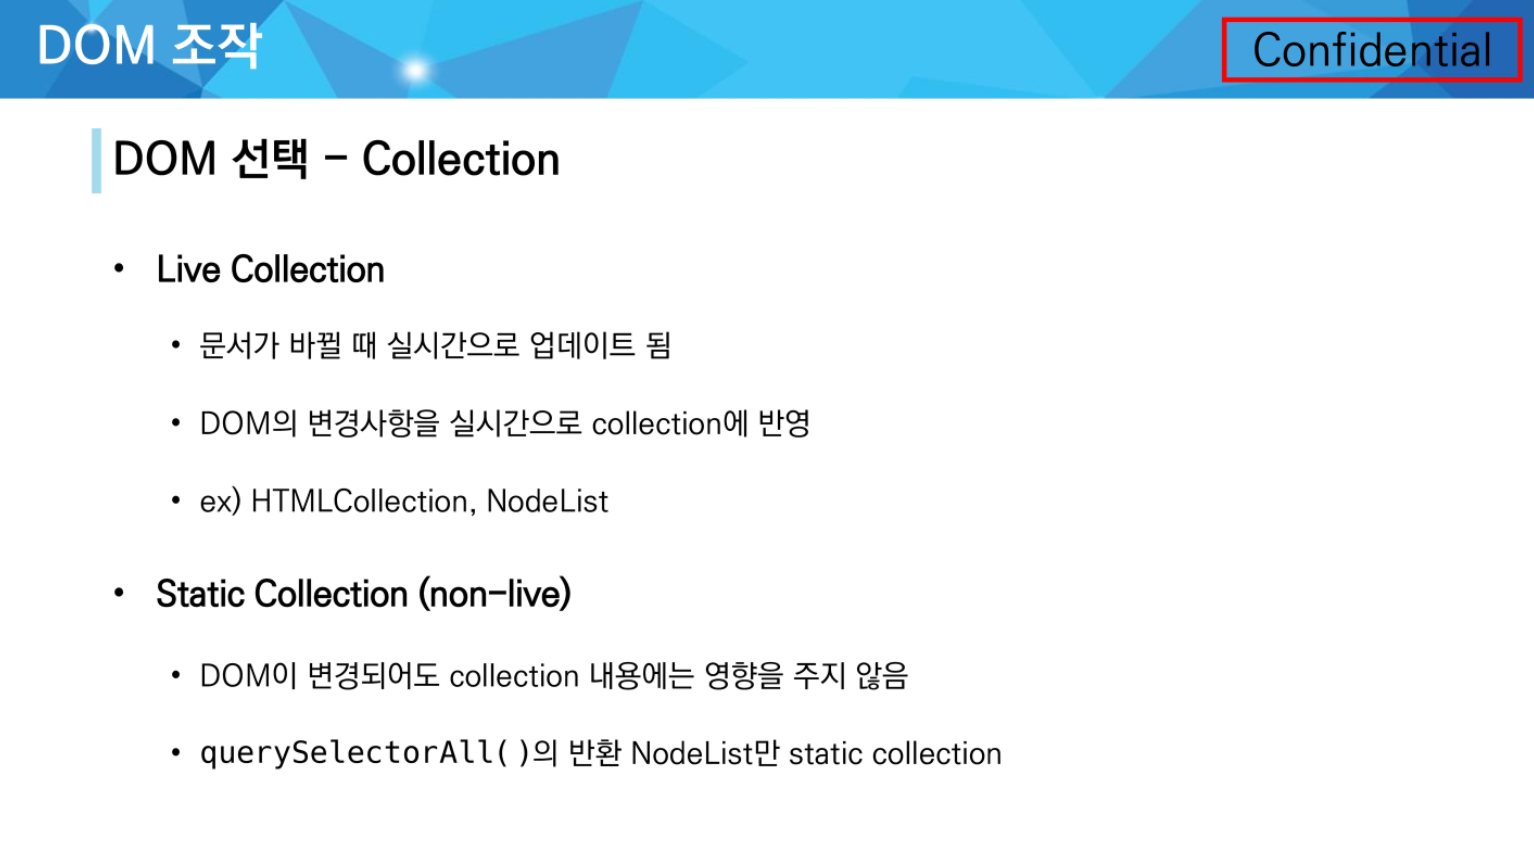 DOM 조작
Confidential
DOM 선택 - Collection
• Live Collection
• 문서가 바뀔 때 실시간으로 업데이트 됨
• DOM의 변경사항을 실시간으로 collection에 반영
• ex) HTMLCollection, NodeList
• Static Collection (non-live)
• DOM이 변경되어도 collection 내용에는 영향을 주지 않음
• querySelectorAll()의 반환 NodeList만 static collection